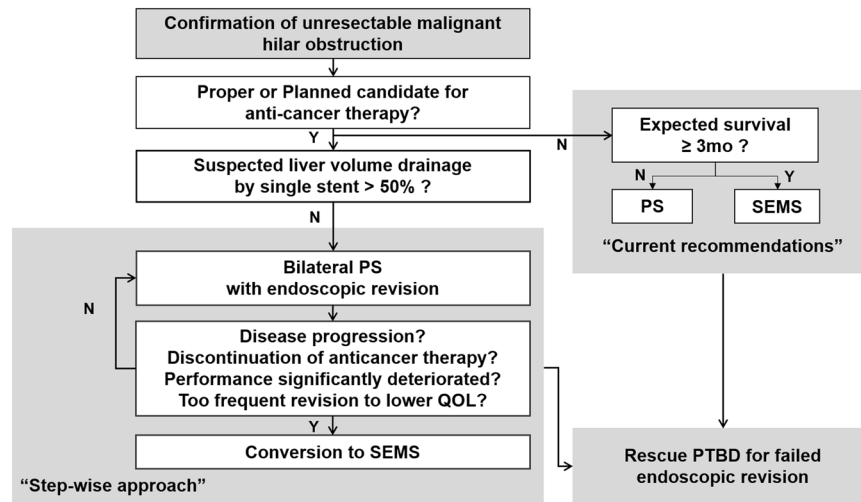 Confirmation of unresectable malignant
hilar obstruction
Proper or Planned candidate for
anti-cancer therapy?
Y
N
Expected survival
≥ 3mo ?
N
Y
PS
SEMS
“Current recommendations”
Suspected liver volume drainage
by single stent > 50% ?
N
Bilateral PS
with endoscopic revision
N
Disease progression?
Discontinuation of anticancer therapy?
Performance significantly deteriorated?
Too frequent revision to lower QOL?
Y
Conversion to SEMS
“Step-wise approach”
Rescue PTBD for failed
endoscopic revision